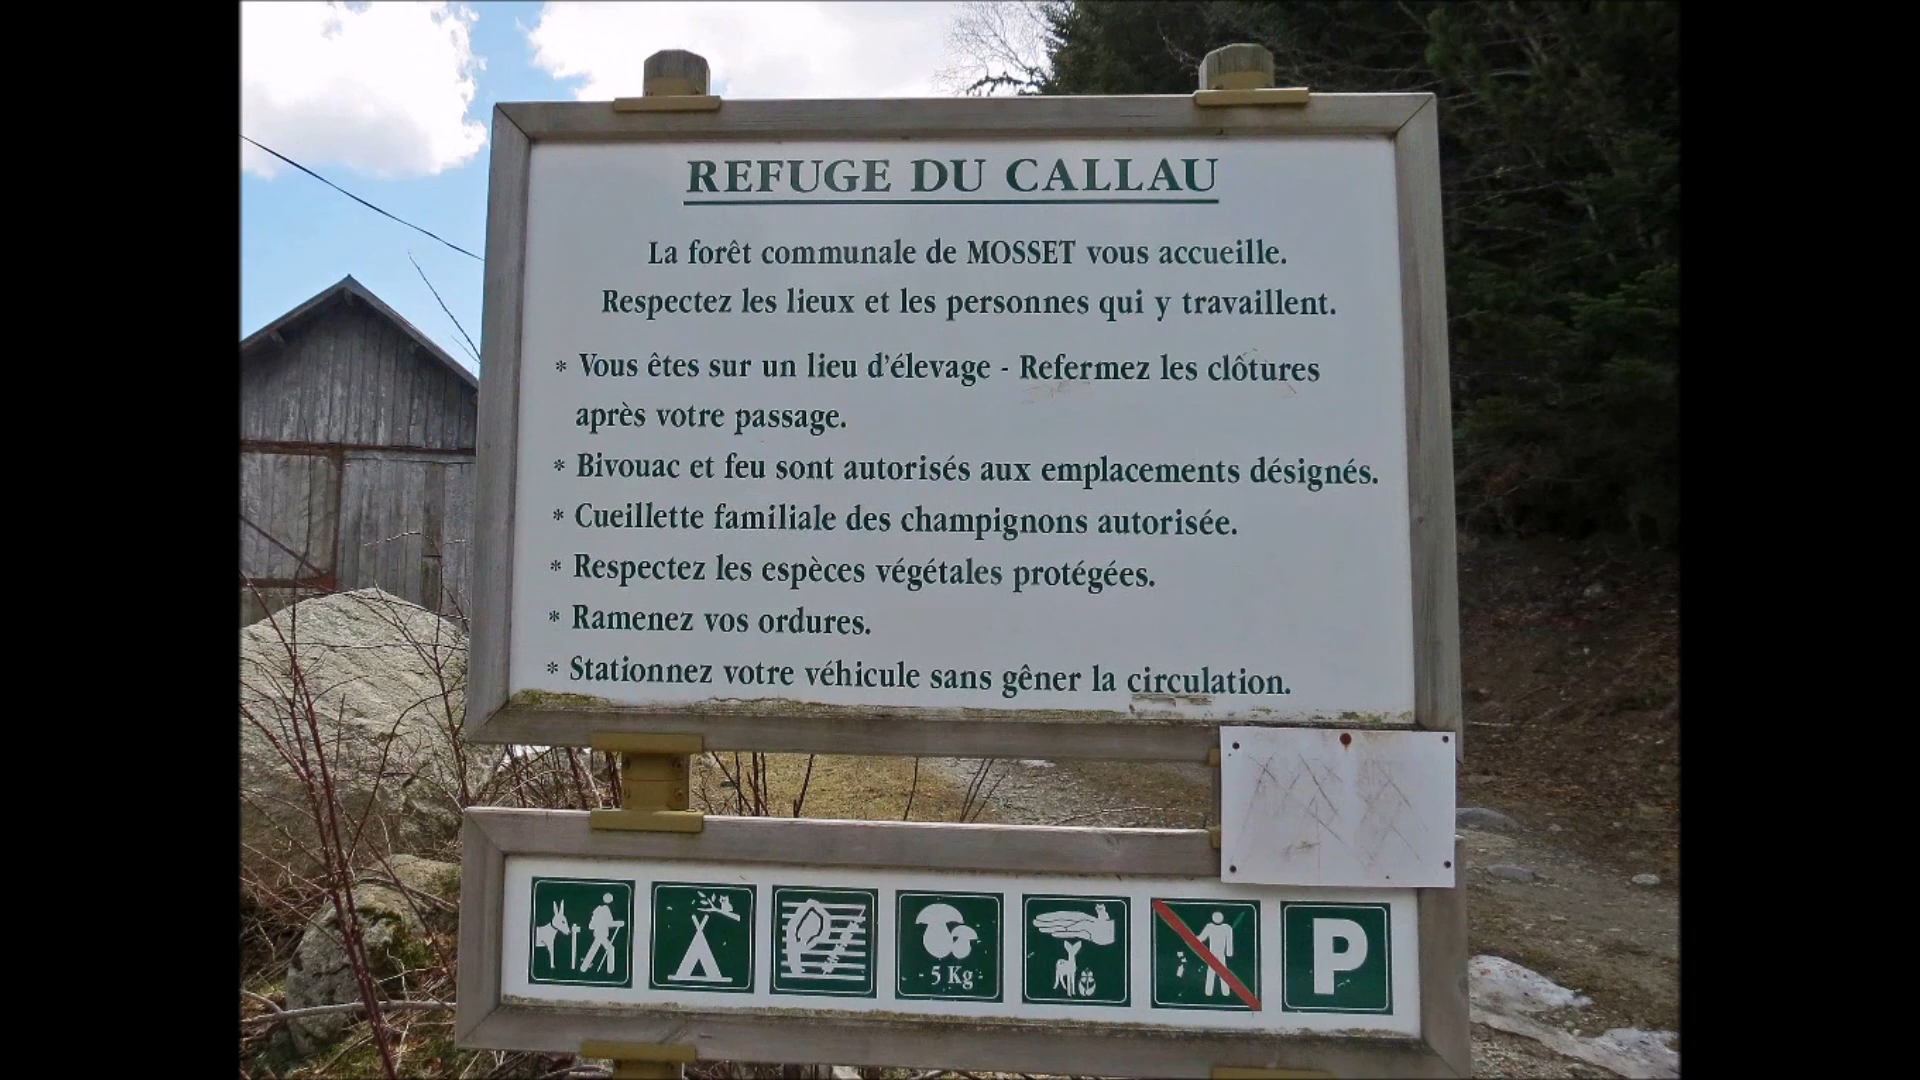 REFUGE DU CALLAU
La forêt communale de MOSSET vous accueille.
Respectez les lieux et les personnes qui y travaillent.
* Vous êtes sur un lieu d'élevage - Refermez les clôtures
après votre passage.
* Bivouac et feu sont autorisés aux emplacements désignés.
* Cueillette familiale des champignons autorisée.
* Respectez les espèces végétales protégées.
* Ramenez vos ordures.
* Stationnez votre véhicule sans gêner la circulation.
- 5 Kg -
P